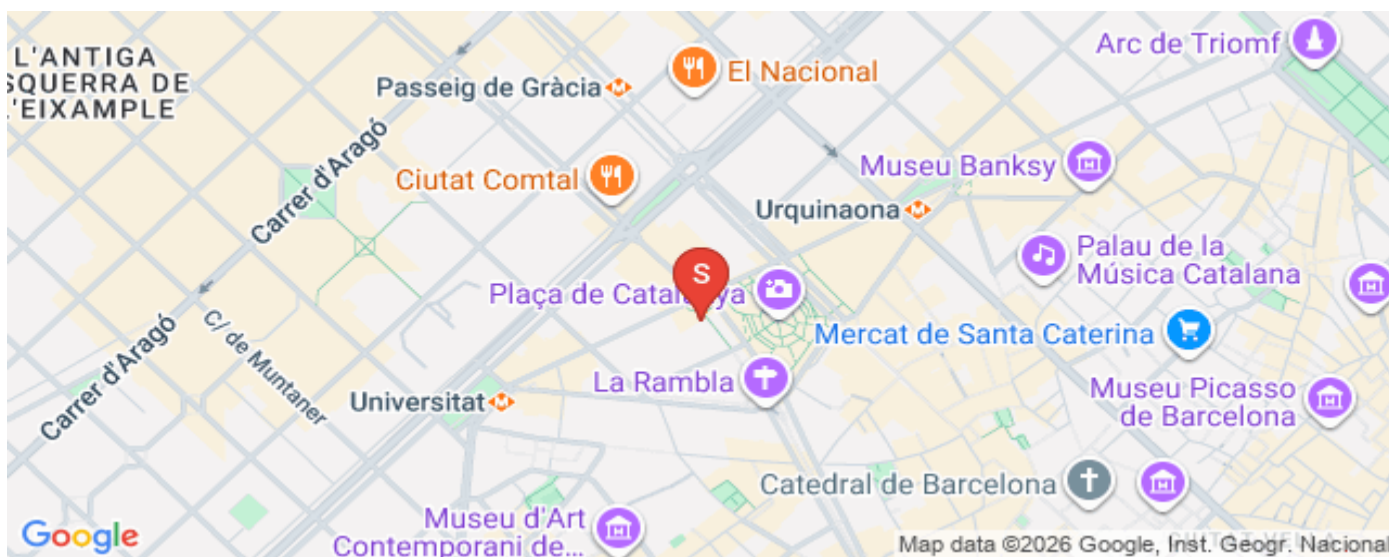 L'ANTIGA
SQUERRA DE
L'EIXAMPLE
Passeig de Gràcia
El Nacional
Arc de Triomf
Carrer d'Aragó
Ciutat Comtal
Museu Banksy
Urquinaona
Palau de la
Música Catalana
S
Plaça de Catalunya
Carrer d'Aragó
C/ de Muntaner
Mercat de Santa Caterina
La Rambla
Universitat
Museu Picasso
de Barcelona
Catedral de Barcelona
Museu d'Art
Contemporani de...
Google
Map data ©2026 Google, Inst. Geogr. Nacional